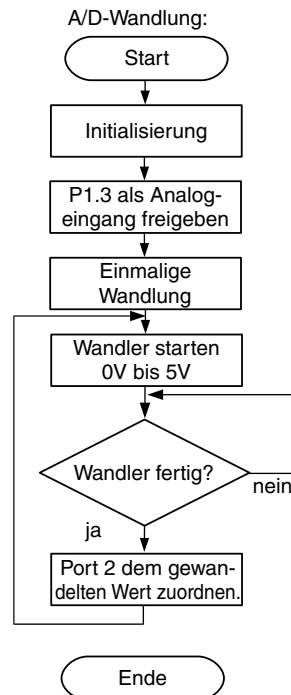 A/D-Wandlung:
Start
Initialisierung
P1.3 als Analog-
eingang freigeben
Einmalige
Wandlung
Wandler starten
0V bis 5V
Wandler fertig?
nein
ja
Port 2 dem gewan-
delten Wert zuordnen.
Ende